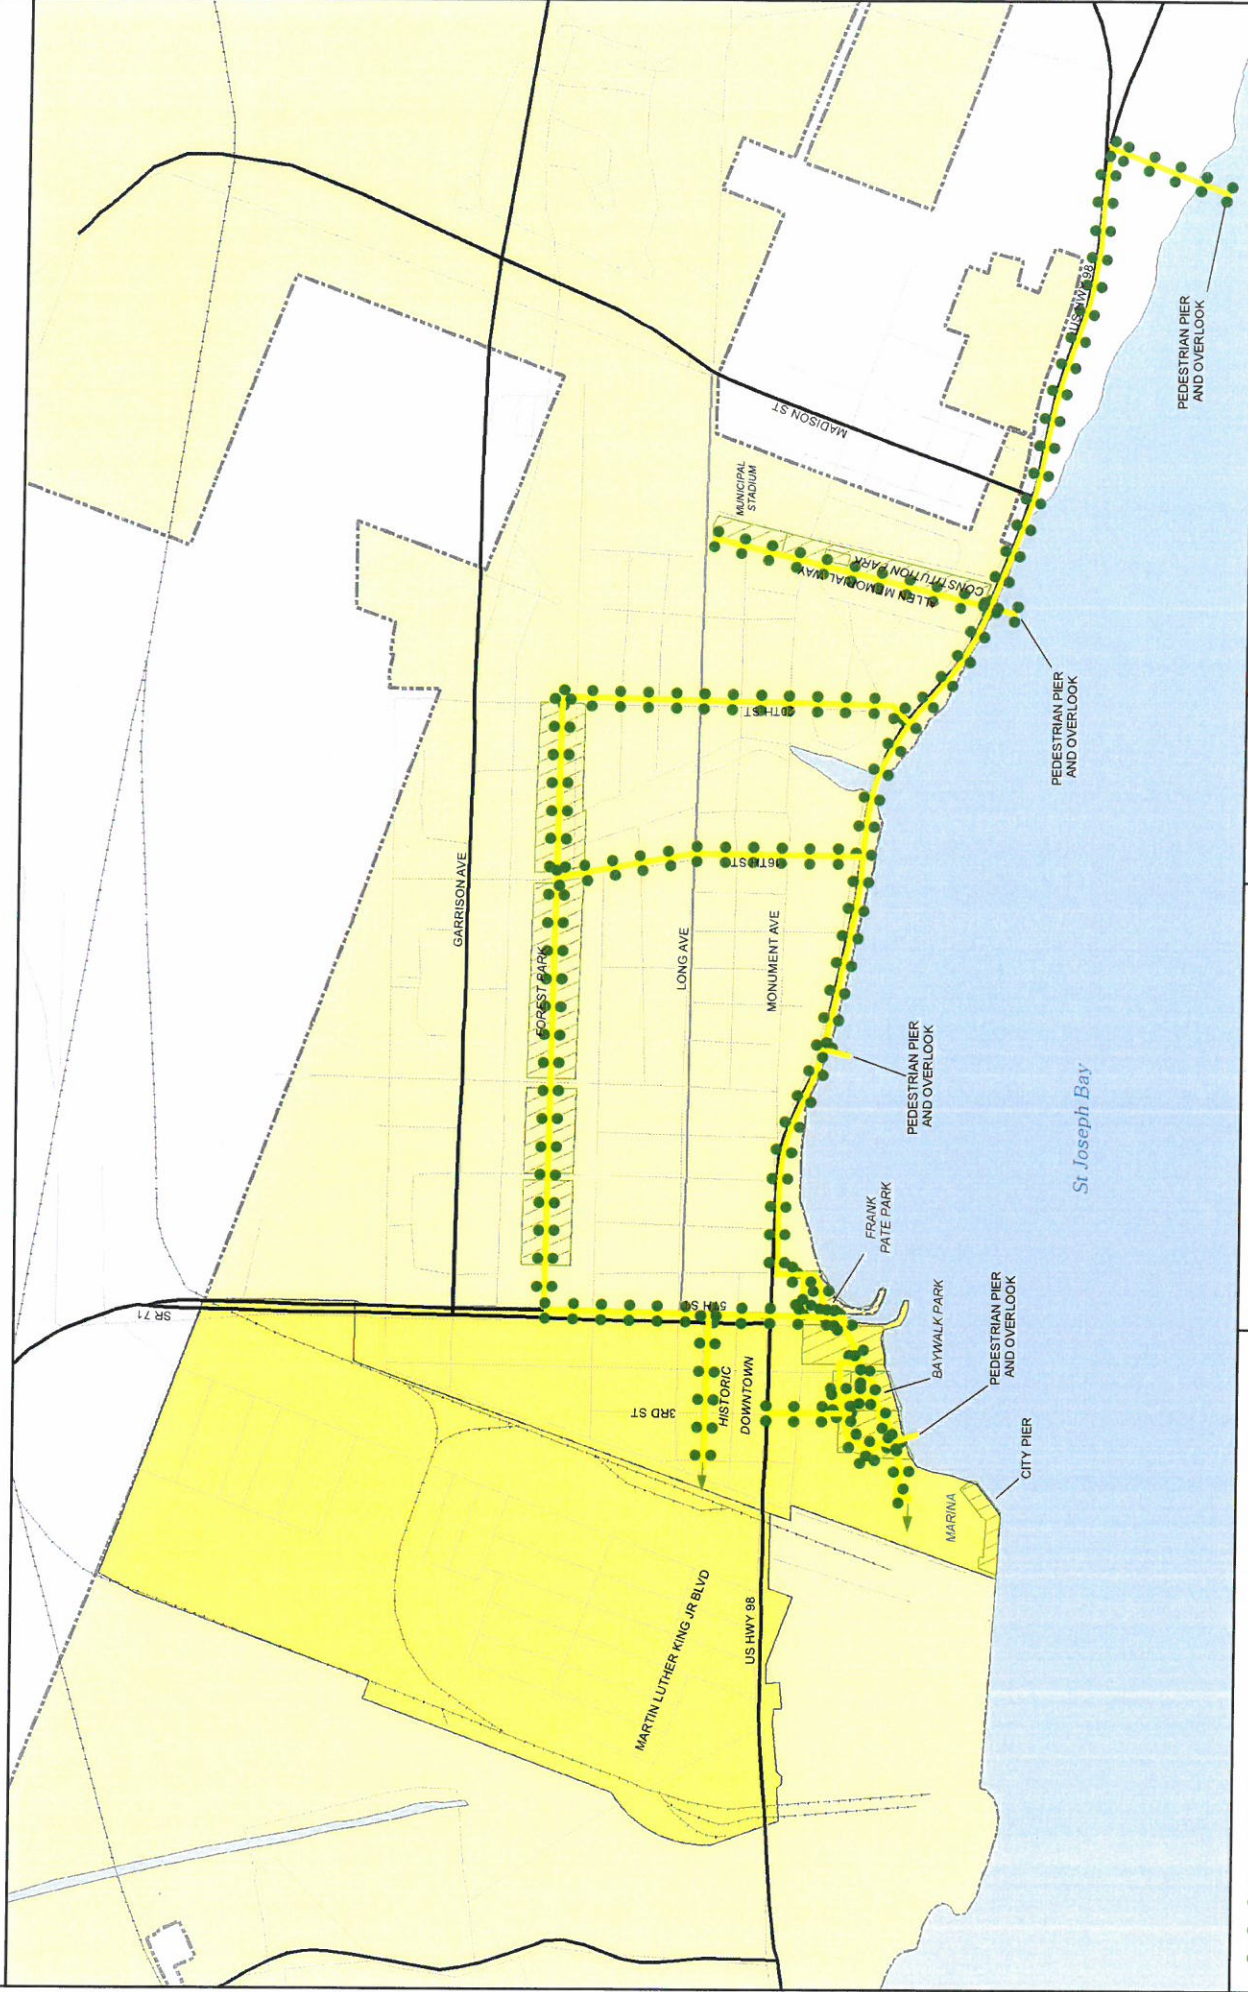 SR 71
GARRISON AVE
FOREST PARK
LONG AVE
MONUMENT AVE
MADISON ST
MUNICIPAL
STADIUM
CONSTITUTION PARK
ALLEN MEMORIAL WAY
20TH ST
16TH ST
5TH ST
3RD ST
HISTORIC
DOWNTOWN
MARTIN LUTHER KING JR BLVD
US HWY 98
US HWY 98
FRANK
PATE PARK
BAYWALK PARK
PEDESTRIAN PIER
AND OVERLOOK
CITY PIER
MARINA
PEDESTRIAN PIER
AND OVERLOOK
PEDESTRIAN PIER
AND OVERLOOK
PEDESTRIAN PIER
AND OVERLOOK
St Joseph Bay